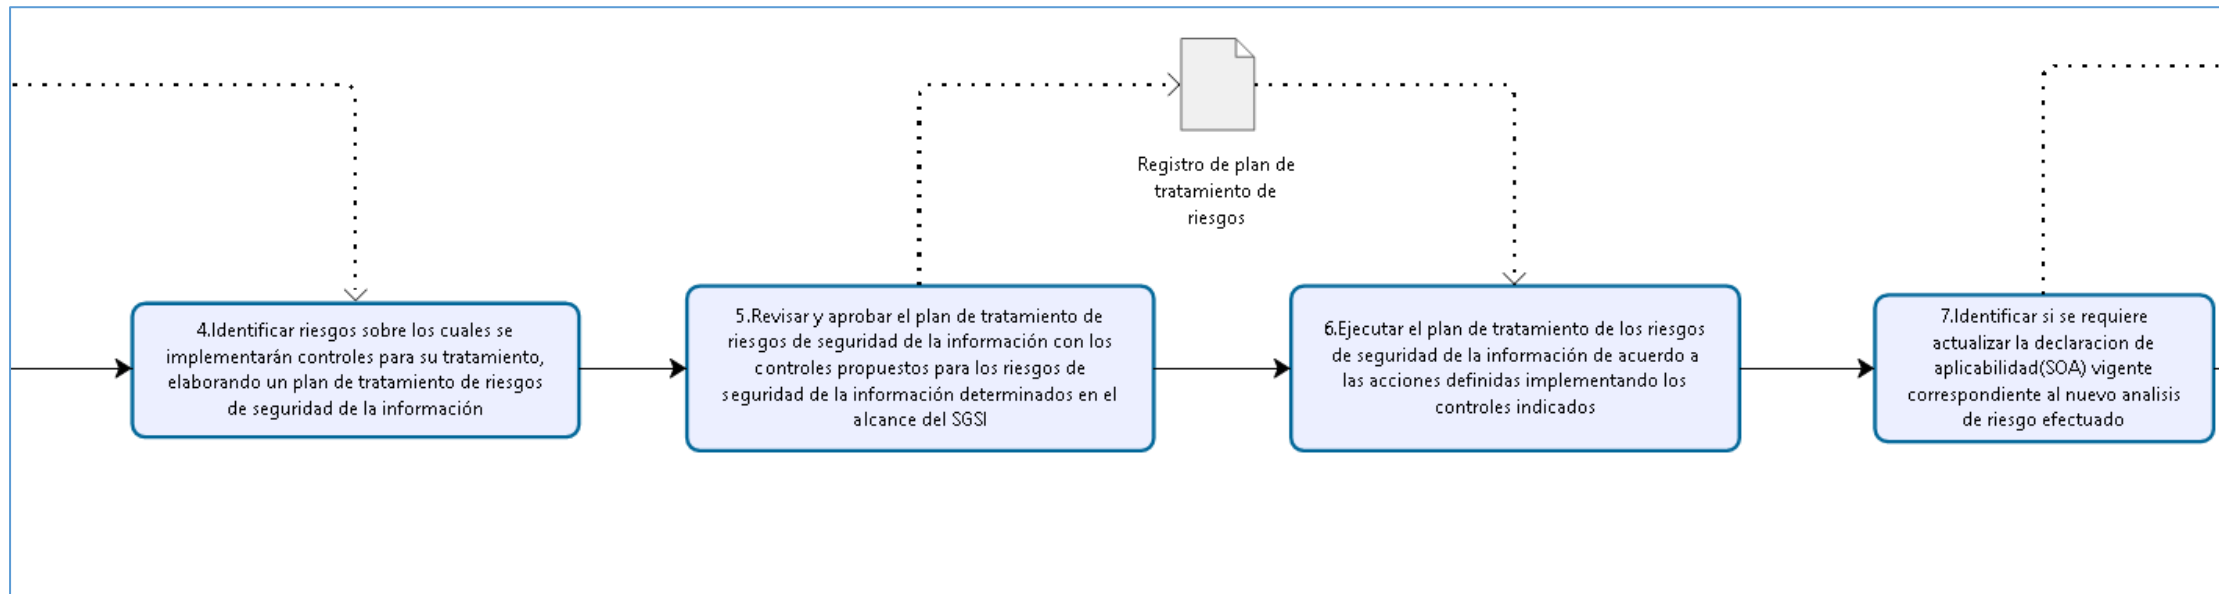 Registro de plan de
tratamiento de
riesgos
4.Identificar riesgos sobre los cuales se
implementarán controles para su tratamiento,
elaborando un plan de tratamiento de riesgos
de seguridad de la información
5.Revisar y aprobar el plan de tratamiento de
riesgos de seguridad de la información con los
controles propuestos para los riesgos de
seguridad de la información determinados en el
alcance del SGSI
6.Ejecutar el plan de tratamiento de los riesgos
de seguridad de la información de acuerdo a
las acciones definidas implementando los
controles indicados
7.Identificar si se requiere
actualizar la declaracion de
aplicabilidad(SOA) vigente
correspondiente al nuevo analisis
de riesgo efectuado